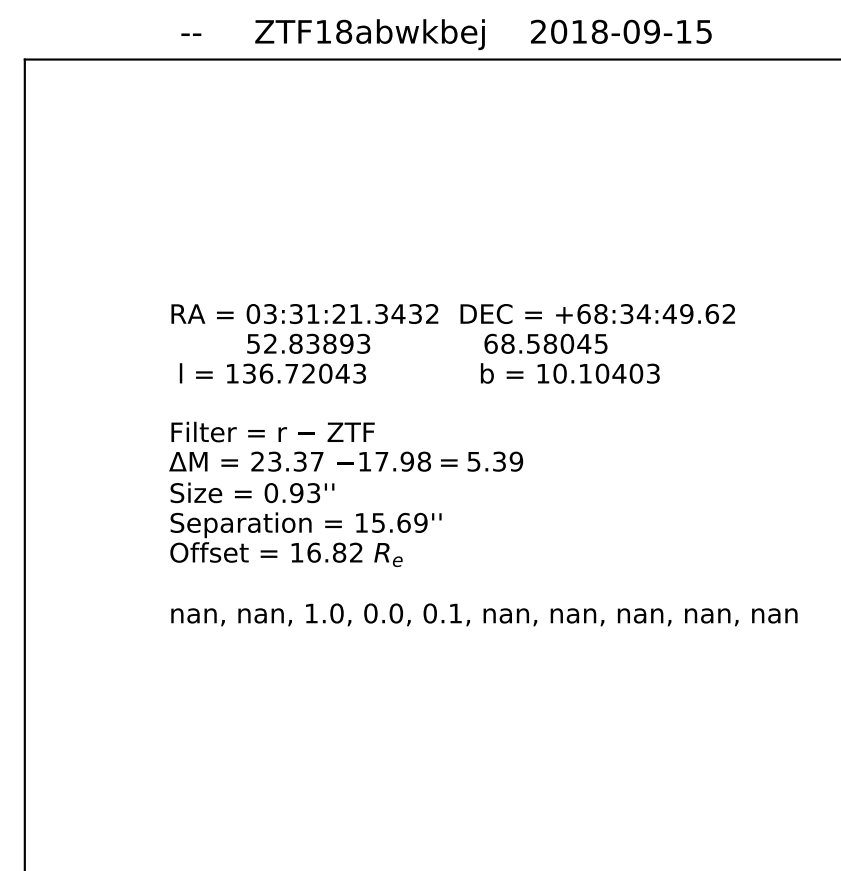 -- ZTF18abwkbej 2018-09-15
RA = 03:31:21.3432 DEC = +68:34:49.62
52.83893 68.58045
l = 136.72043 b = 10.10403
Filter = r − ZTF
ΔM = 23.37 −17.98 = 5.39
Size = 0.93''
Separation = 15.69''
Offset = 16.82 Rₑ
nan, nan, 1.0, 0.0, 0.1, nan, nan, nan, nan, nan